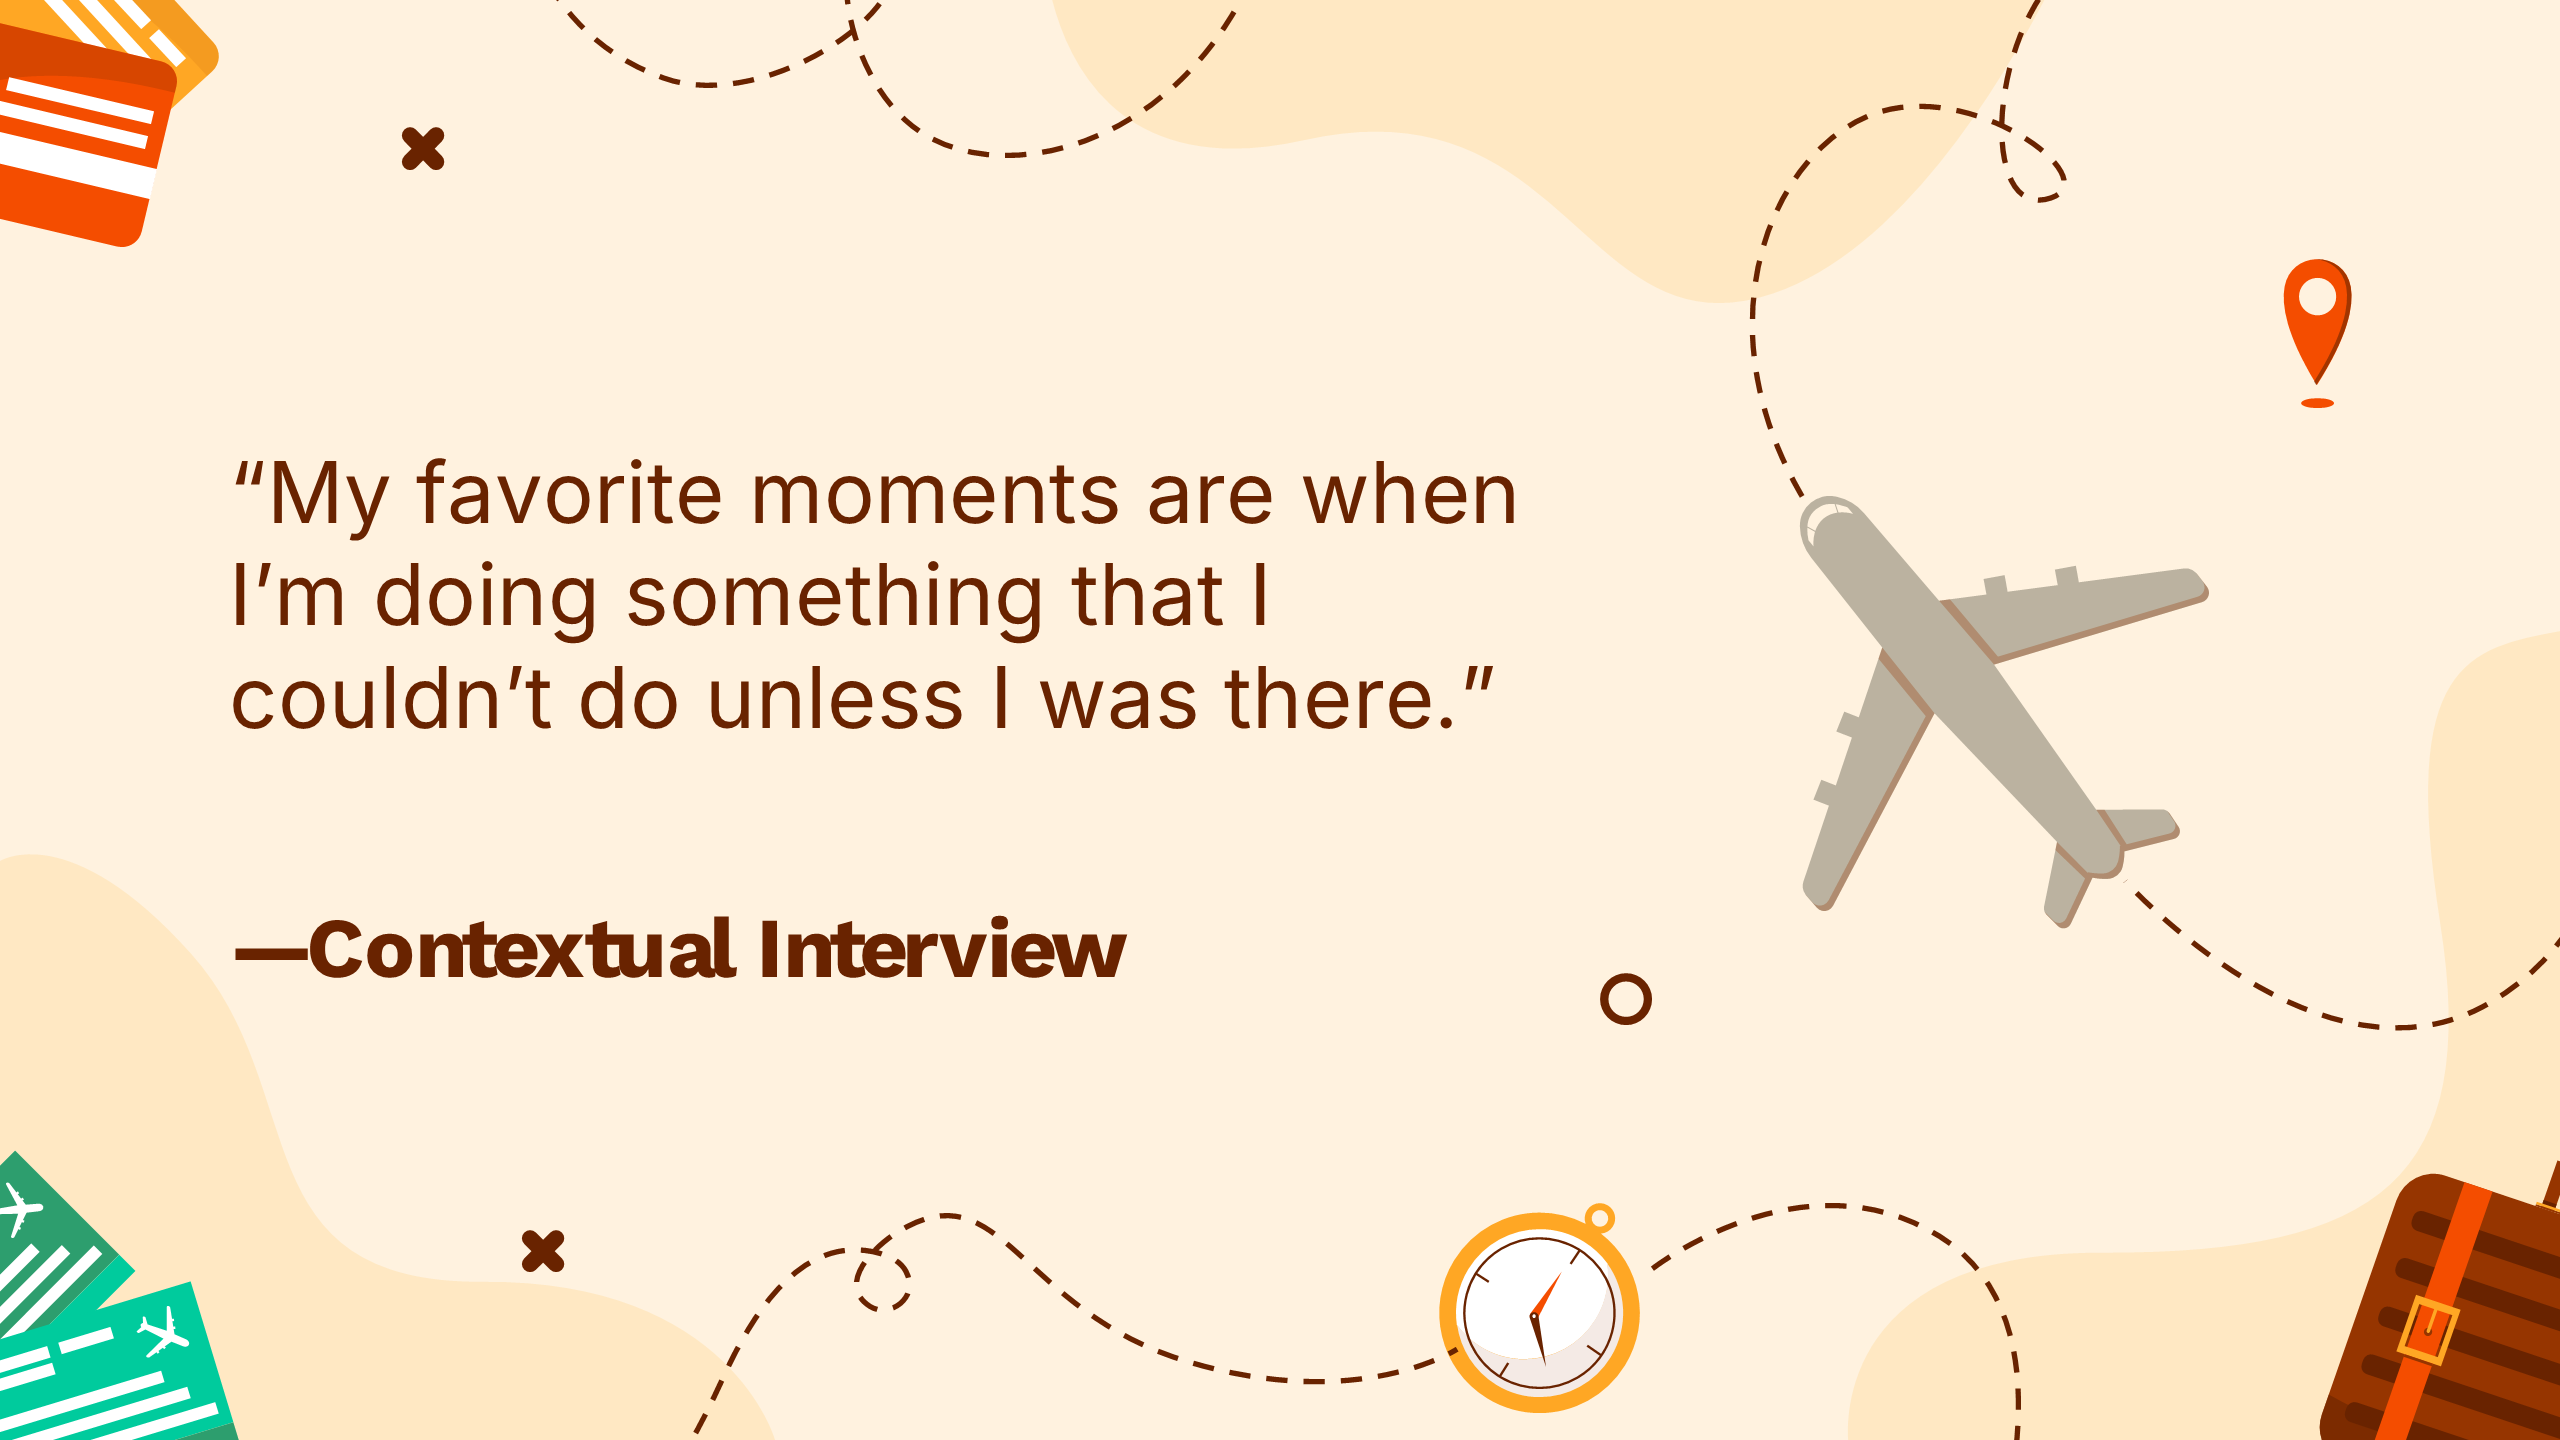 “My favorite moments are when
I’m doing something that I
couldn’t do unless I was there.”
—Contextual Interview